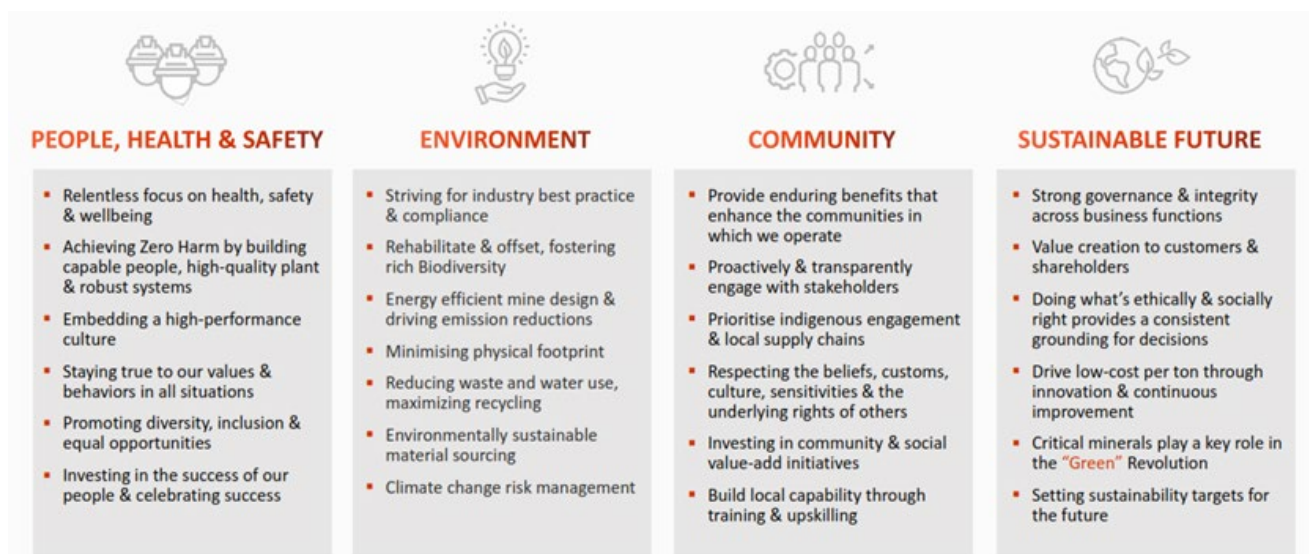 PEOPLE, HEALTH & SAFETY
▪ Relentless focus on health, safety
& wellbeing
▪ Achieving Zero Harm by building
capable people, high-quality plant
& robust systems
▪ Embedding a high-performance
culture
▪ Staying true to our values &
behaviors in all situations
▪ Promoting diversity, inclusion &
equal opportunities
▪ Investing in the success of our
people & celebrating success
ENVIRONMENT
▪ Striving for industry best practice
& compliance
▪ Rehabilitate & offset, fostering
rich Biodiversity
▪ Energy efficient mine design &
driving emission reductions
▪ Minimising physical footprint
▪ Reducing waste and water use,
maximizing recycling
▪ Environmentally sustainable
material sourcing
▪ Climate change risk management
COMMUNITY
▪ Provide enduring benefits that
enhance the communities in
which we operate
▪ Proactively & transparently
engage with stakeholders
▪ Prioritise indigenous engagement
& local supply chains
▪ Respecting the beliefs, customs,
culture, sensitivities & the
underlying rights of others
▪ Investing in community & social
value-add initiatives
▪ Build local capability through
training & upskilling
SUSTAINABLE FUTURE
▪ Strong governance & integrity
across business functions
▪ Value creation to customers &
shareholders
▪ Doing what’s ethically & socially
right provides a consistent
grounding for decisions
▪ Drive low-cost per ton through
innovation & continuous
improvement
▪ Critical minerals play a key role in
the “Green” Revolution
▪ Setting sustainability targets for
the future